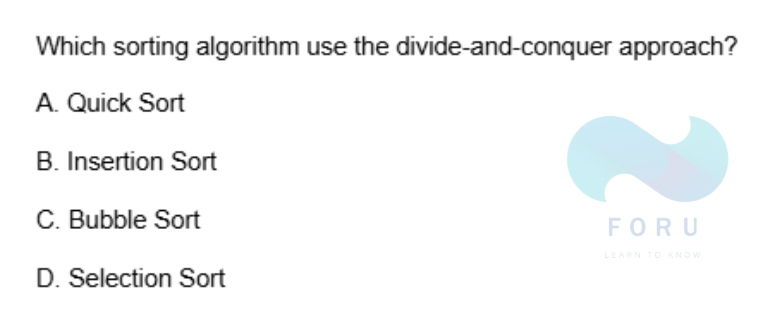 Which sorting algorithm use the divide-and-conquer approach?
A. Quick Sort
B. Insertion Sort
C. Bubble Sort
D. Selection Sort
FORU
LEARN TO KNOW